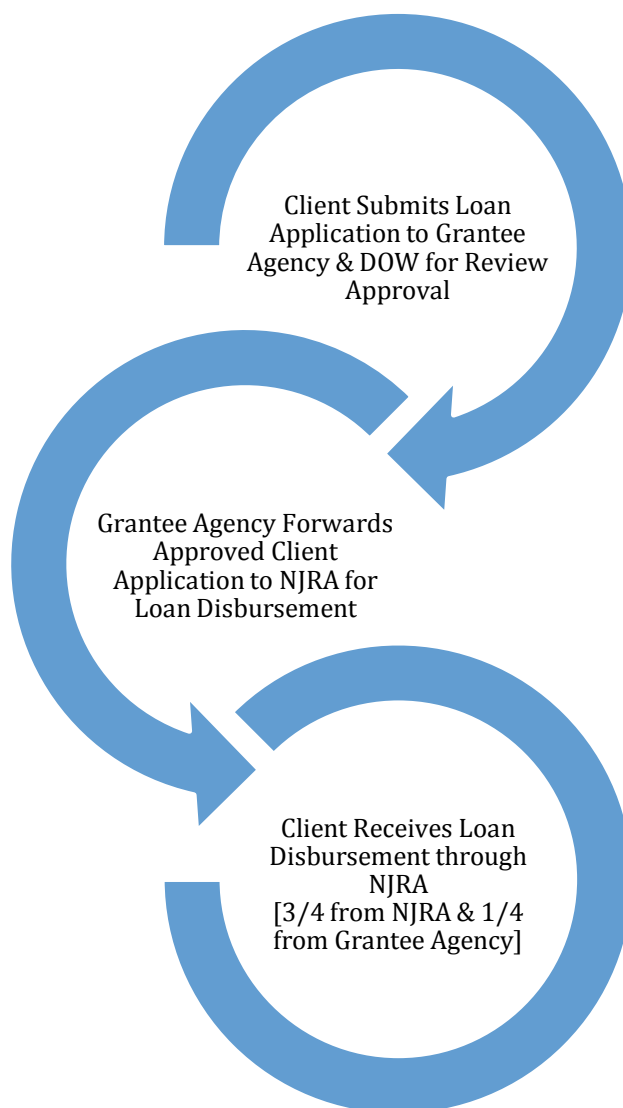 Client Submits Loan
Application to Grantee
Agency & DOW for Review
Approval
Grantee Agency Forwards
Approved Client
Application to NJRA for
Loan Disbursement
Client Receives Loan
Disbursement through
NJRA
[3/4 from NJRA & 1/4
from Grantee Agency]